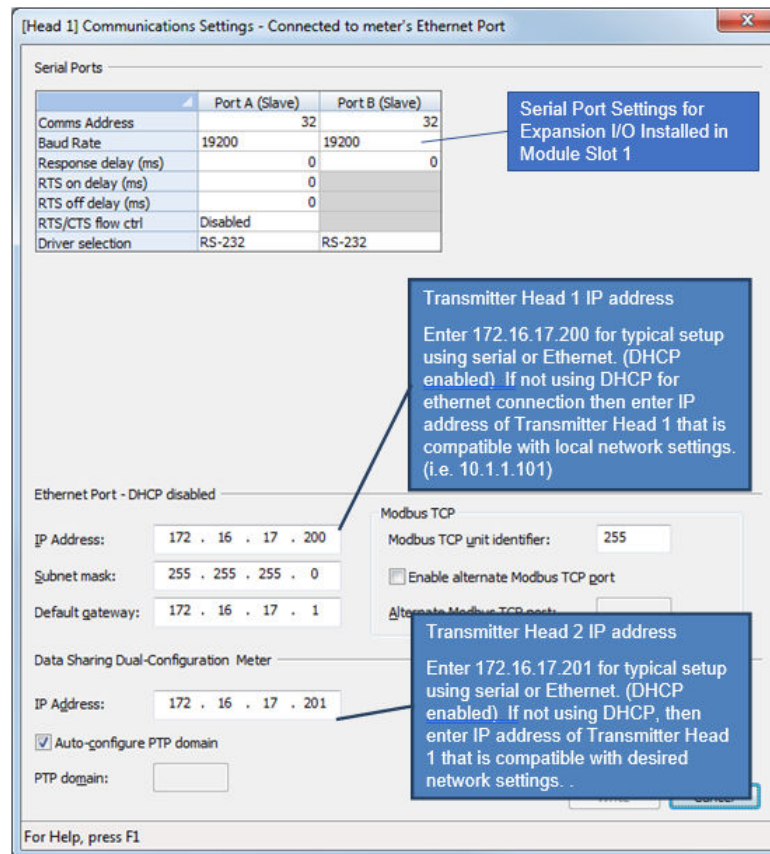 [Head 1] Communications Settings - Connected to meter's Ethernet Port
Serial Ports
Port A (Slave) Port B (Slave)
Comms Address 32 32
Baud Rate 19200 19200
Response delay (ms) 0 0
RTS on delay (ms) 0
RTS off delay (ms) 0
RTS/CTS flow ctrl Disabled
Driver selection RS-232 RS-232
Serial Port Settings for
Expansion I/O Installed in
Module Slot 1
Transmitter Head 1 IP address
Enter 172.16.17.200 for typical setup
using serial or Ethernet. (DHCP
enabled) If not using DHCP for
ethernet connection then enter IP
address of Transmitter Head 1 that is
compatible with local network settings.
(i.e. 10.1.1.101)
Ethernet Port - DHCP disabled
IP Address: 172 . 16 . 17 . 200
Subnet mask: 255 . 255 . 255 . 0
Default gateway: 172 . 16 . 17 . 1
Modbus TCP
Modbus TCP unit identifier: 255
Enable alternate Modbus TCP port
Alternate Modbus TCP port:
Data Sharing Dual-Configuration Meter
IP Address: 172 . 16 . 17 . 201
Auto-configure PTP domain
PTP domain:
Transmitter Head 2 IP address
Enter 172.16.17.201 for typical setup
using serial or Ethernet. (DHCP
enabled) If not using DHCP, then
enter IP address of Transmitter Head
1 that is compatible with desired
network settings. .
For Help, press F1